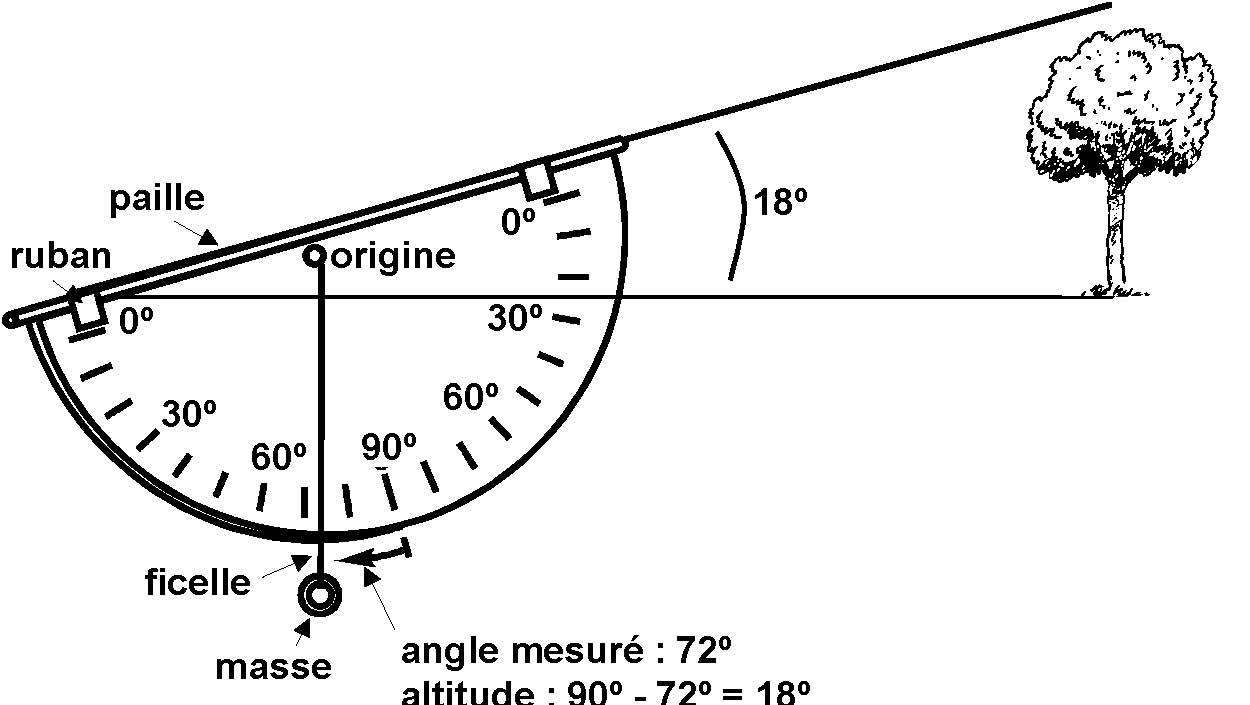 paille
18º
0º
ruban
origine
0º
30º
60º
30º
90º
60º
ficelle
masse
angle mesuré : 72º
altitude : 90º - 72º = 18º